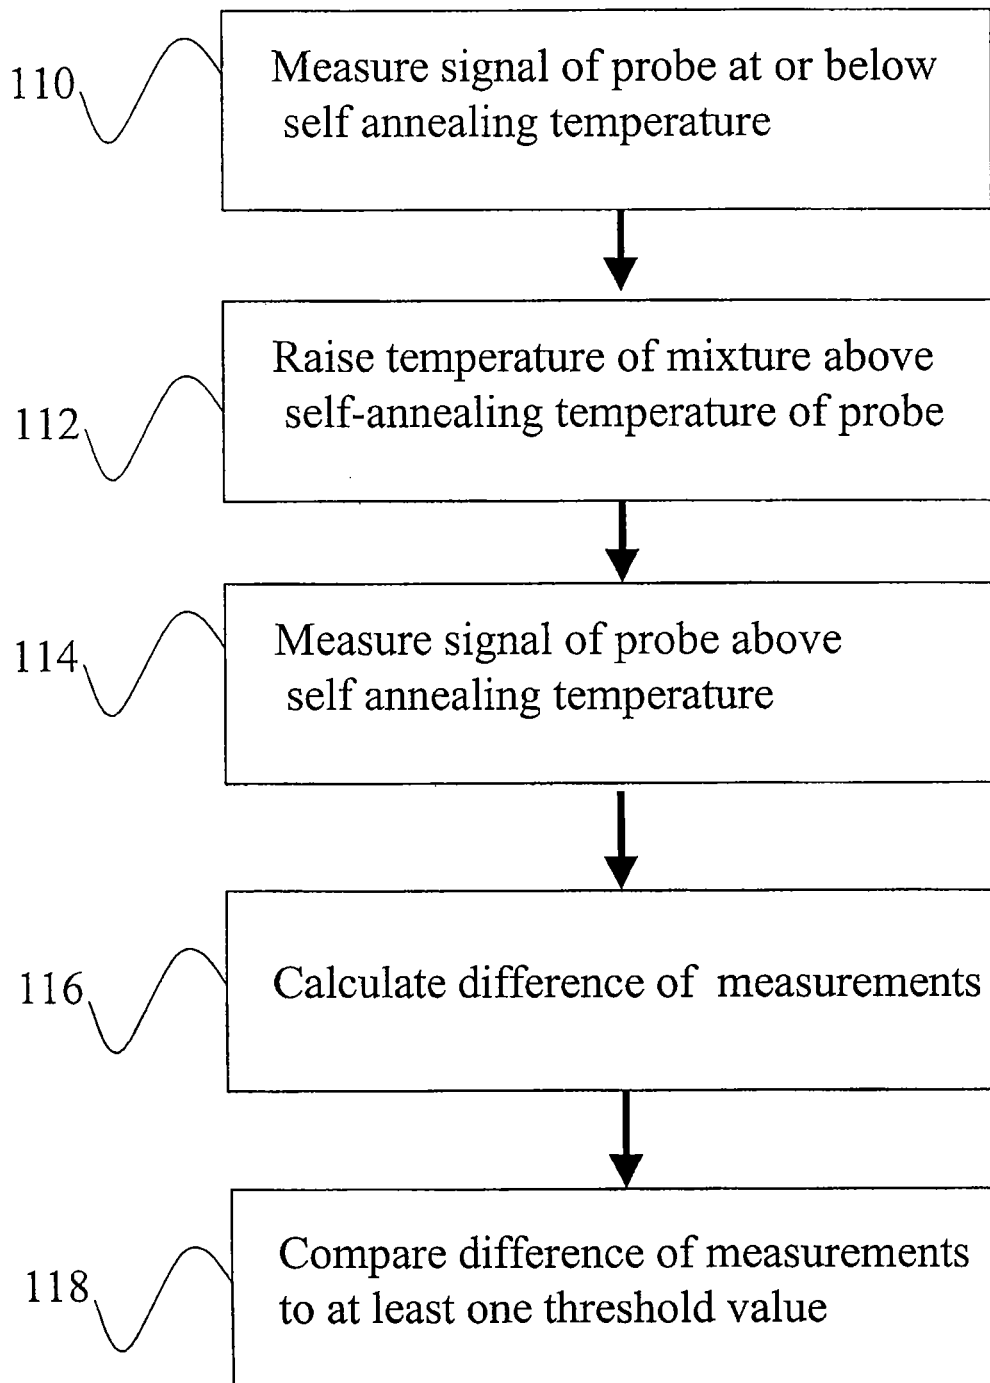 110
Measure signal of probe at or below
self annealing temperature
112
Raise temperature of mixture above
self-annealing temperature of probe
114
Measure signal of probe above
self annealing temperature
116
Calculate difference of measurements
118
Compare difference of measurements
to at least one threshold value